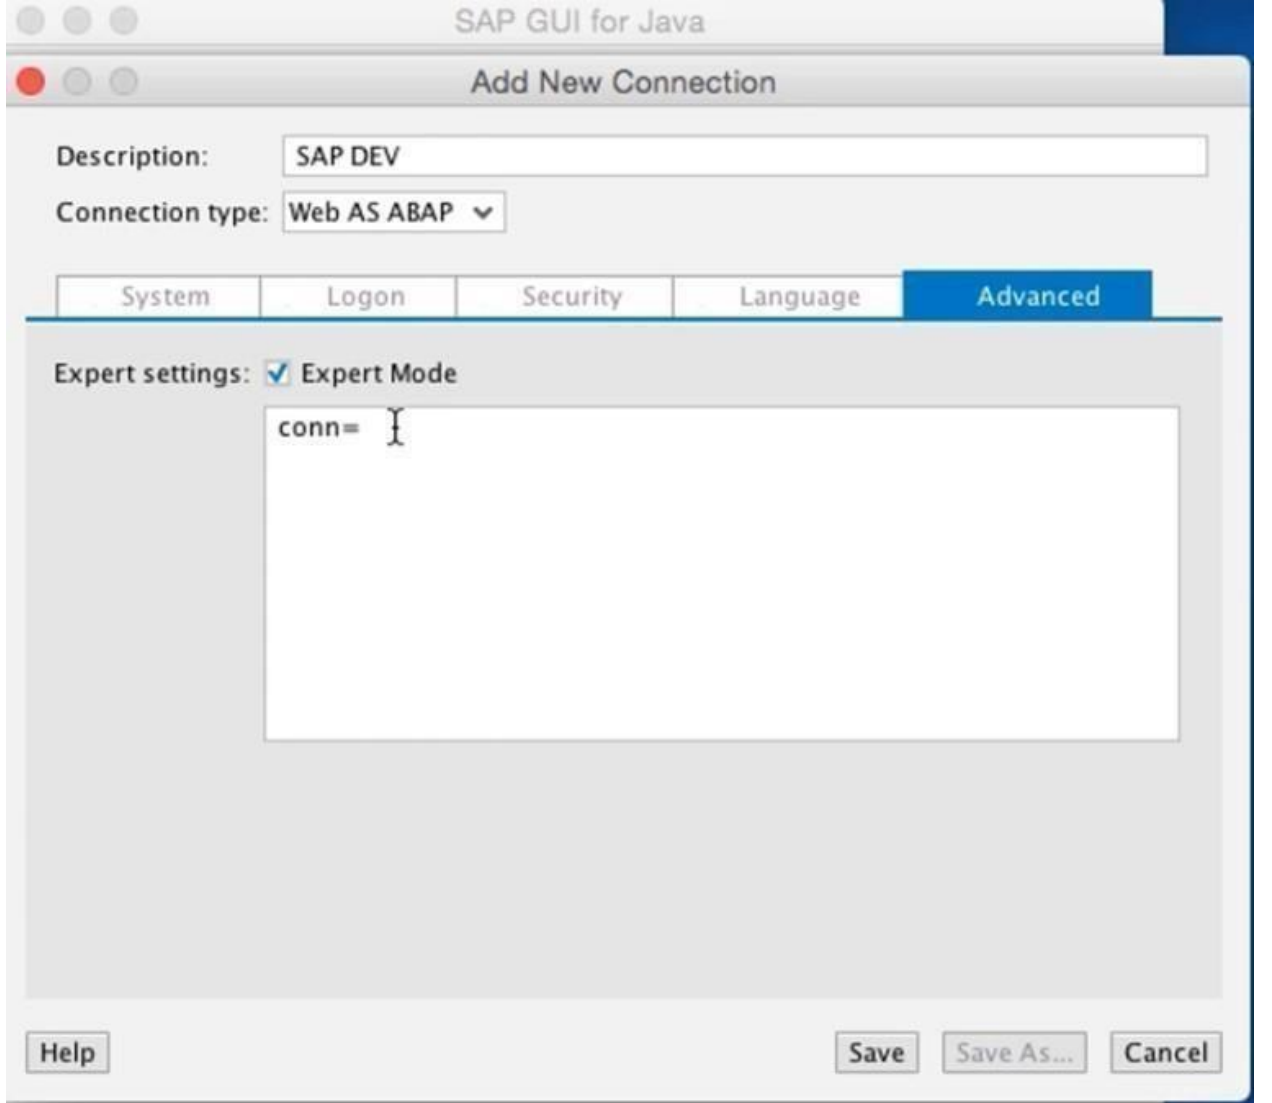 SAP GUI for Java
Add New Connection
Description: SAP DEV
Connection type: Web AS ABAP
System Logon Security Language Advanced
Expert settings: Expert Mode
conn=
Help Save Save As... Cancel